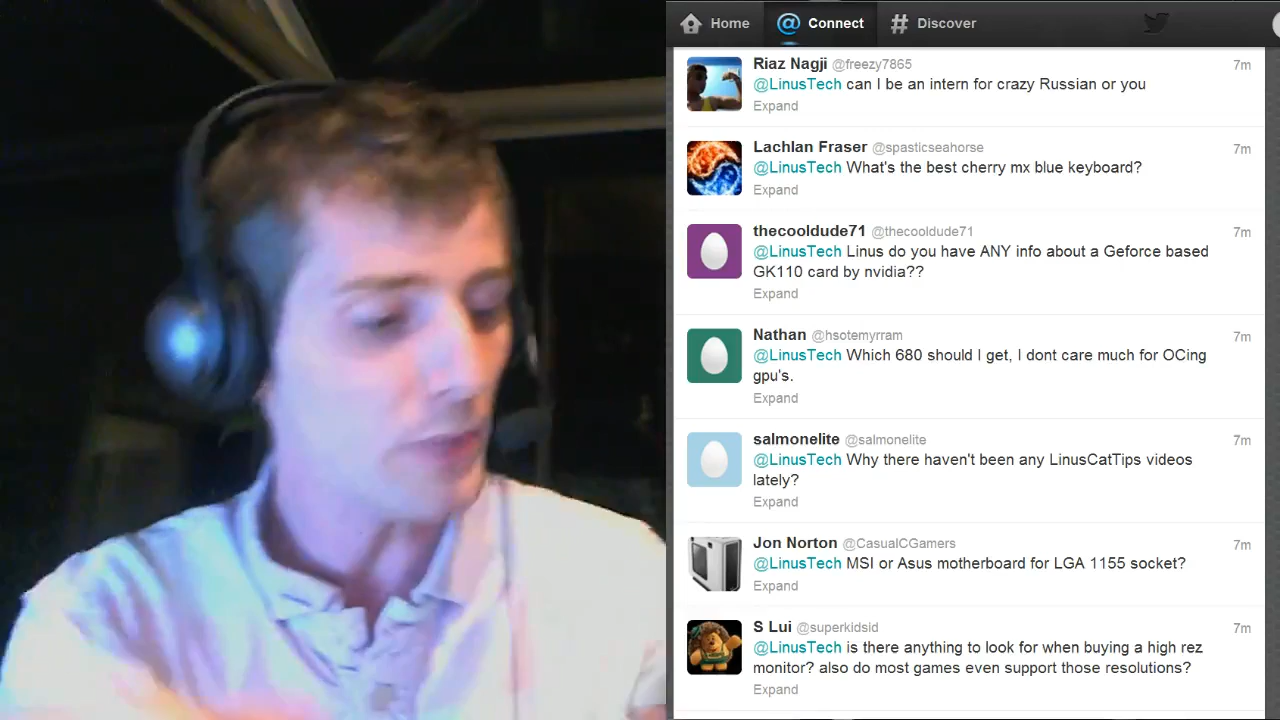 Home
Connect
Discover
Riaz Nagji @freezy7865 7m
@LinusTech can I be an intern for crazy Russian or you
Expand
Lachlan Fraser @spasticseahorse 7m
@LinusTech What's the best cherry mx blue keyboard?
Expand
thecooldude71 @thecooldude71 7m
@LinusTech Linus do you have ANY info about a Geforce based
GK110 card by nvidia??
Expand
Nathan @hsotemyrram 7m
@LinusTech Which 680 should I get, I dont care much for OCing
gpu's.
Expand
salmonelite @salmonelite 7m
@LinusTech Why there haven't been any LinusCatTips videos
lately?
Expand
Jon Norton @CasualCGamers 7m
@LinusTech MSI or Asus motherboard for LGA 1155 socket?
Expand
S Lui @superkidsid 7m
@LinusTech is there anything to look for when buying a high rez
monitor? also do most games even support those resolutions?
Expand